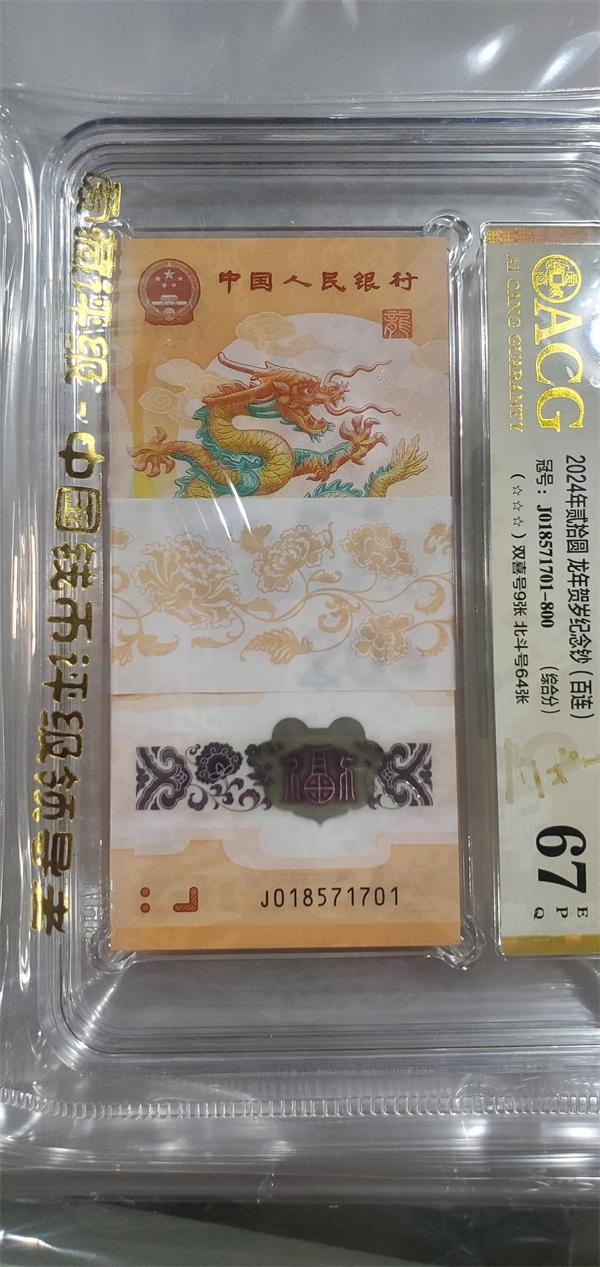 中国人民银行
龍
福
J018571701
爱藏评级-中国钱币评级领导者
ACG
AI CANG GUARANTY
2024年贰拾圆 龙年贺岁纪念钞（百连）
冠号：J018571701-800 （综合分）
（☆☆☆）双喜号9张 北斗号64张
67
EPQ